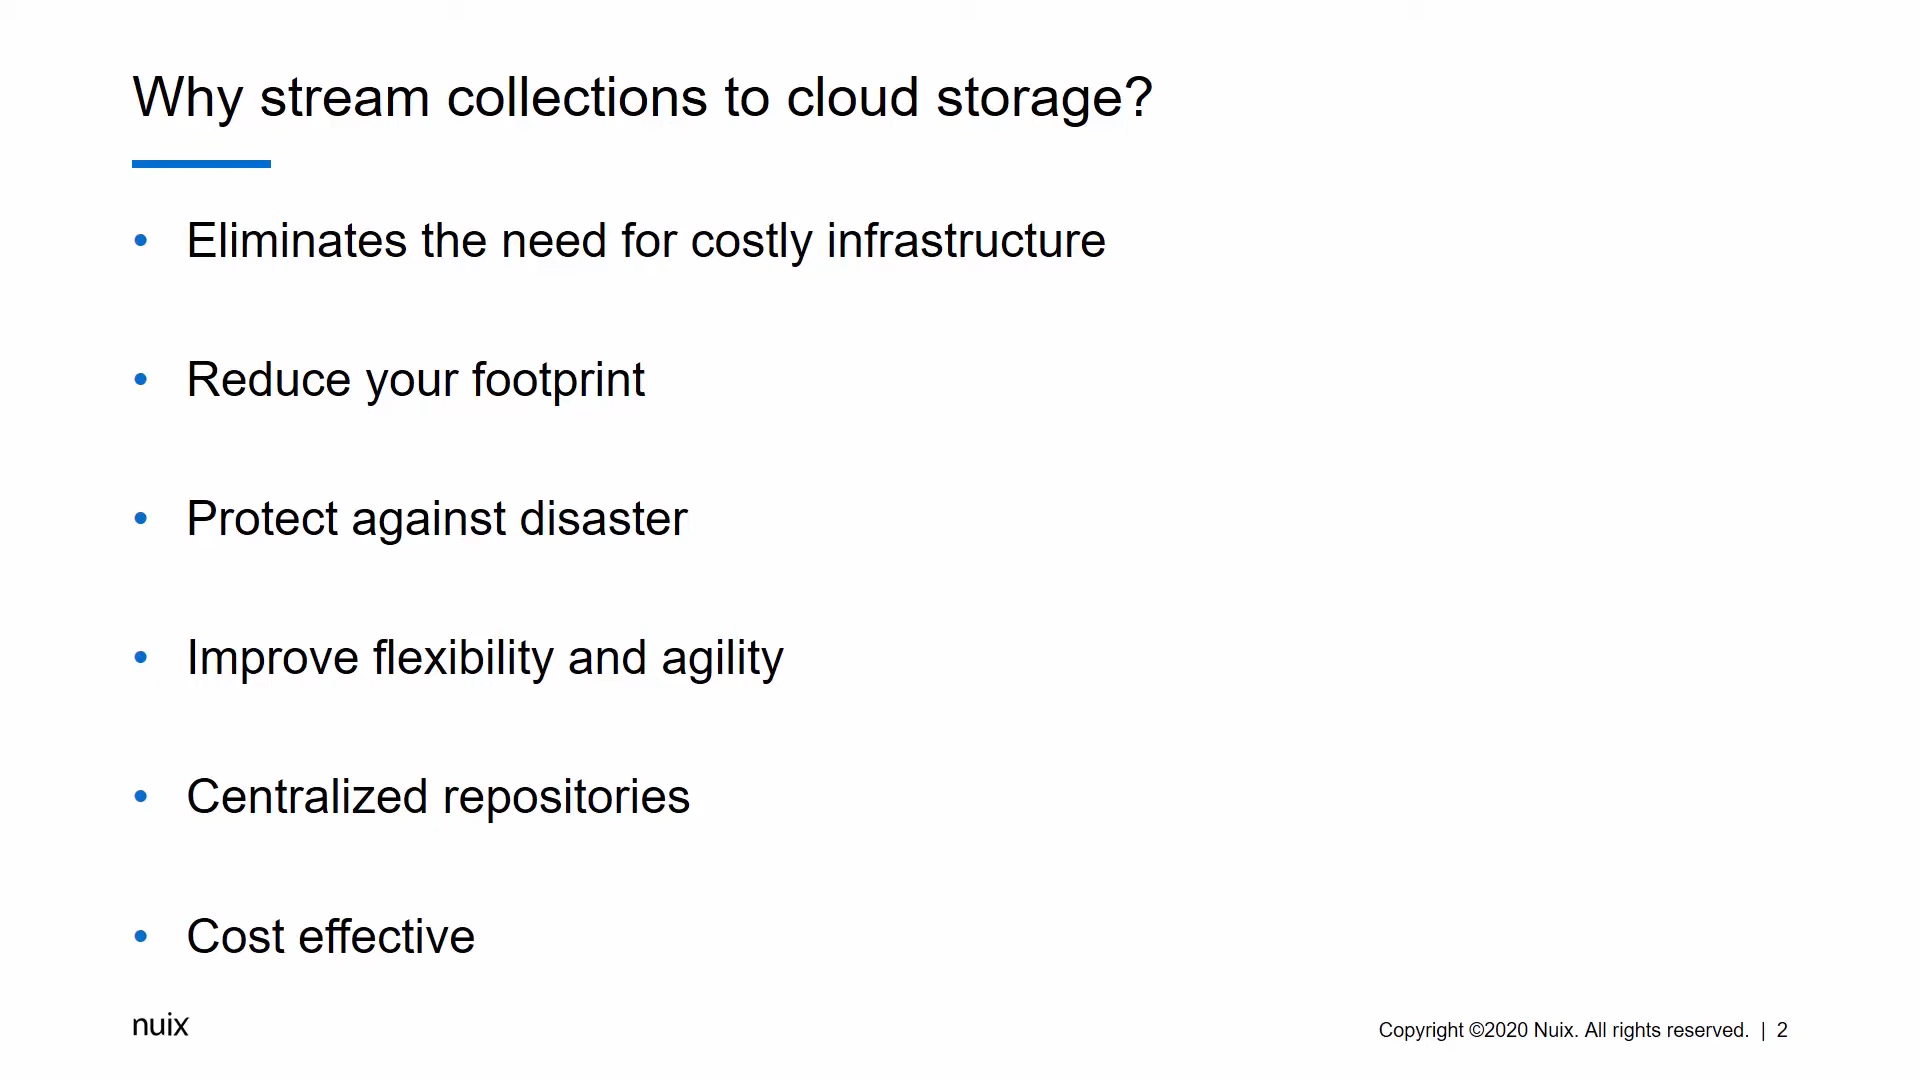 Why stream collections to cloud storage?
• Eliminates the need for costly infrastructure
• Reduce your footprint
• Protect against disaster
• Improve flexibility and agility
• Centralized repositories
• Cost effective
nuix
Copyright ©2020 Nuix. All rights reserved. | 2